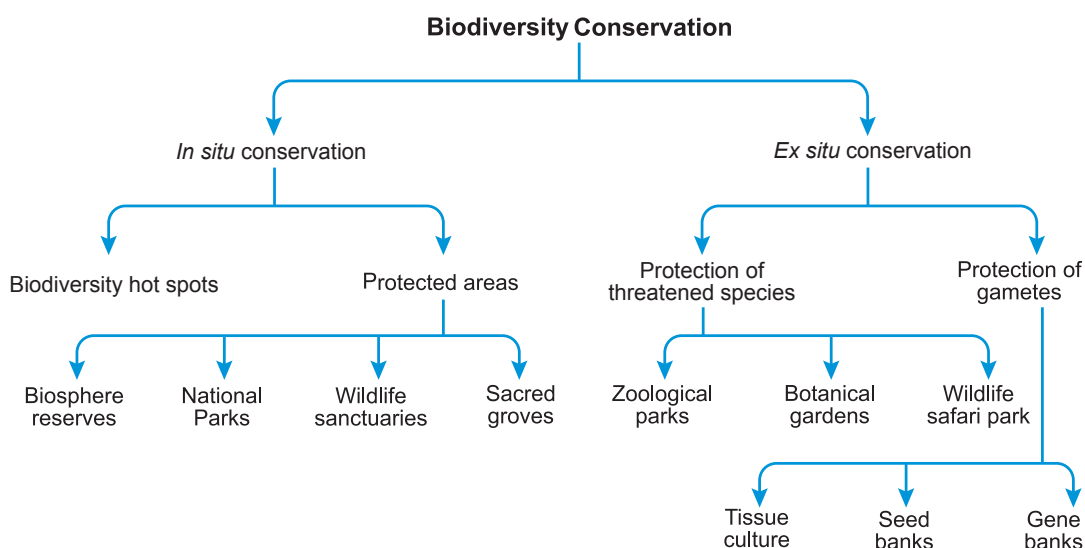 Biodiversity Conservation
In situ conservation
Ex situ conservation
Biodiversity hot spots
Protected areas
Protection of
threatened species
Protection of
gametes
Biosphere
reserves
National
Parks
Wildlife
sanctuaries
Sacred
groves
Zoological
parks
Botanical
gardens
Wildlife
safari park
Tissue
culture
Seed
banks
Gene
banks